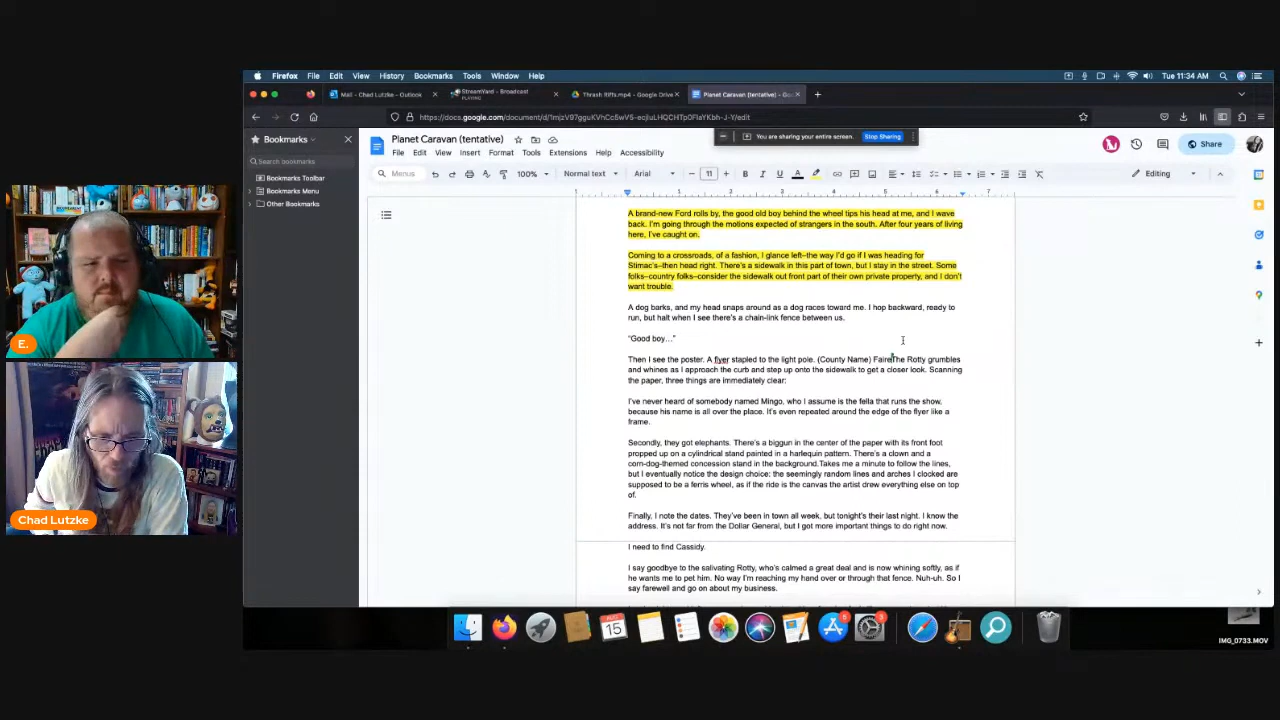 Firefox File Edit View History Bookmarks Tools Window Help
Tue 11:34 AM
Mail - Chad Lutzke - Outlook
StreamYard - Broadcast
PLAYING
Thrash Riffs.mp4 - Google Drive
Planet Caravan (tentative) - Go
Bookmarks
Search bookmarks
Bookmarks Toolbar
Bookmarks Menu
Other Bookmarks
You are sharing your entire screen.
Stop Sharing
Planet Caravan (tentative)
File Edit View Insert Format Tools Extensions Help Accessibility
Share
Menus
100%
Normal text
Arial
11
Editing
1 2 3 4 5 6 7
A brand-new Ford rolls by, the good old boy behind the wheel tips his head at me, and I wave
back. I'm going through the motions expected of strangers in the south. After four years of living
here, I've caught on.
Coming to a crossroads, of a fashion, I glance left–the way I'd go if I was heading for
Stimac's–then head right. There's a sidewalk in this part of town, but I stay in the street. Some
folks–country folks–consider the sidewalk out front part of their own private property, and I don't
want trouble.
A dog barks, and my head snaps around as a dog races toward me. I hop backward, ready to
run, but halt when I see there's a chain-link fence between us.
“Good boy…”
Then I see the poster. A flyer stapled to the light pole. (County Name) FaireThe Rotty grumbles
and whines as I approach the curb and step up onto the sidewalk to get a closer look. Scanning
the paper, three things are immediately clear:
I've never heard of somebody named Mingo, who I assume is the fella that runs the show,
because his name is all over the place. It's even repeated around the edge of the flyer like a
frame.
Secondly, they got elephants. There's a biggun in the center of the paper with its front foot
propped up on a cylindrical stand painted in a harlequin pattern. There's a clown and a
corn-dog-themed concession stand in the background.Takes me a minute to follow the lines,
but I eventually notice the design choice: the seemingly random lines and arches I clocked are
supposed to be a ferris wheel, as if the ride is the canvas the artist drew everything else on top
of.
Finally, I note the dates. They've been in town all week, but tonight's their last night. I know the
address. It's not far from the Dollar General, but I got more important things to do right now.
I need to find Cassidy.
I say goodbye to the salivating Rotty, who's calmed a great deal and is now whining softly, as if
he wants me to pet him. No way I'm reaching my hand over or through that fence. Nuh-uh. So I
say farewell and go on about my business.
E.
Chad Lutzke
15
IMG_0733.MOV